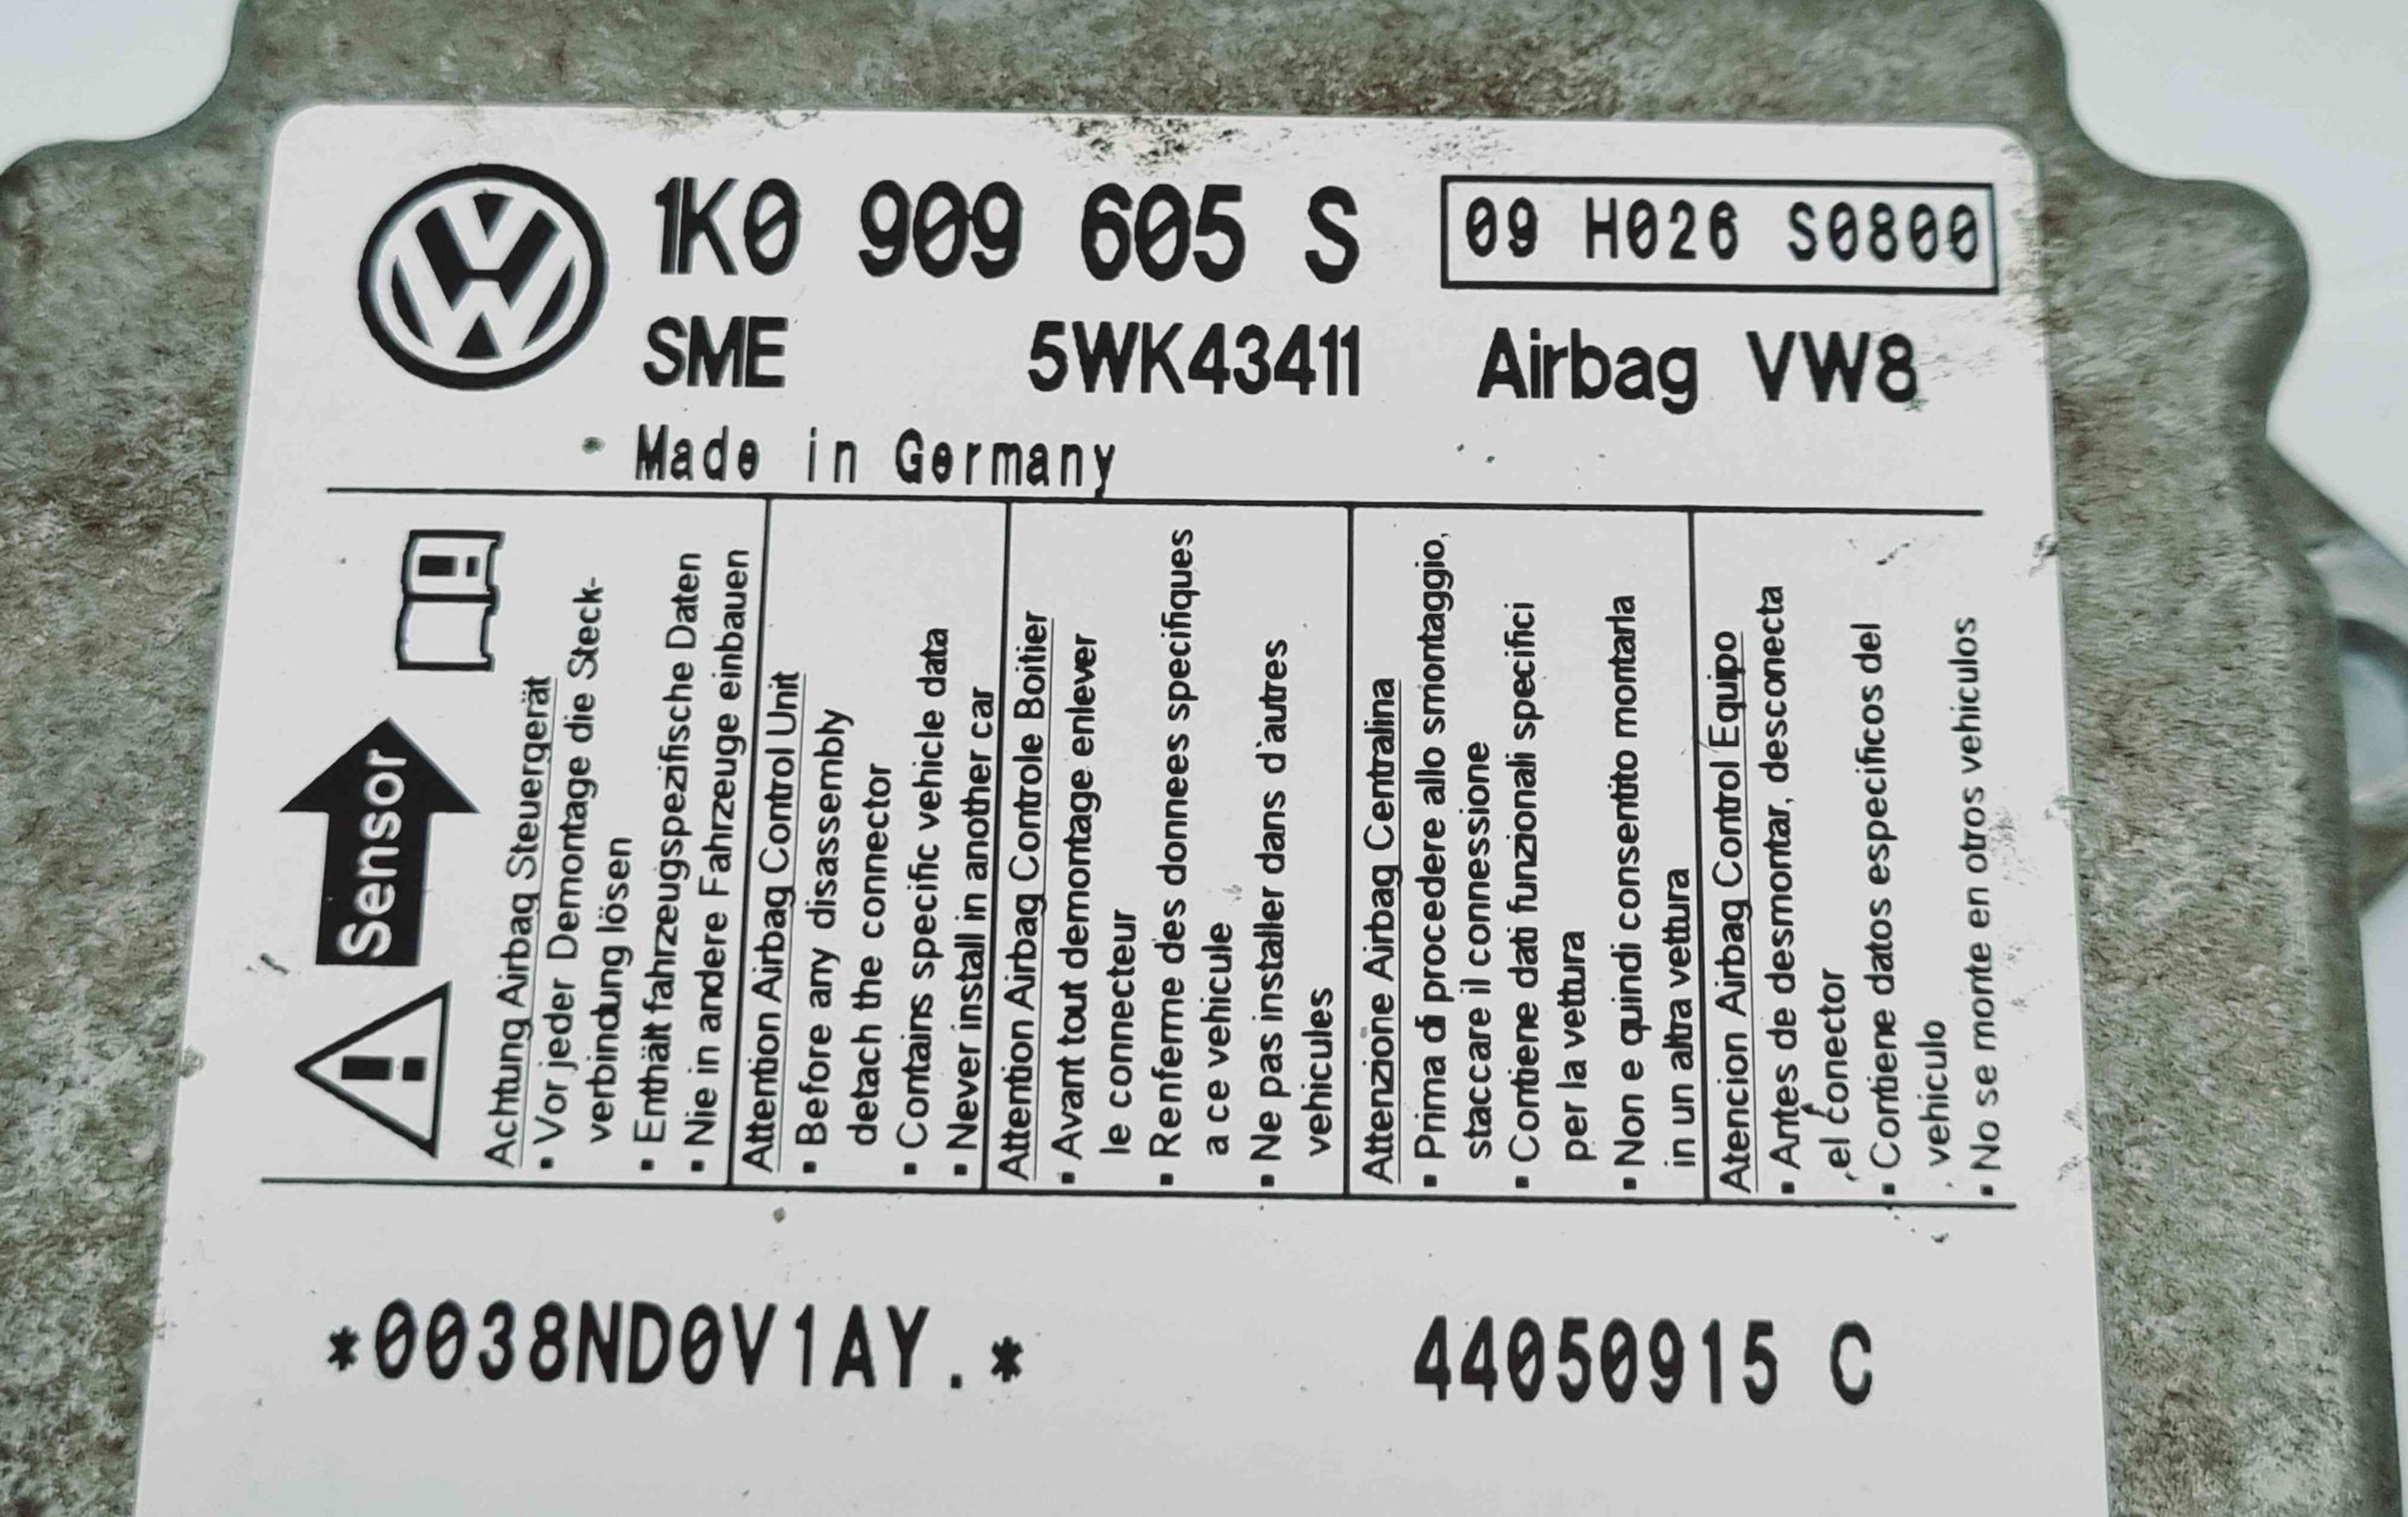 1K0 909 605 S
09 H026 S0800
SME 5WK43411 Airbag VW8
Made in Germany
Sensor
Achtung Airbag Steuergerät
▪ Vor jeder Demontage die Steck-
verbindung lösen
▪ Enthält fahrzeugspezifische Daten
▪ Nie in andere Fahrzeuge einbauen
Attention Airbag Control Unit
▪ Before any disassembly
detach the connector
▪ Contains specific vehicle data
▪ Never install in another car
Attention Airbag Controle Boitier
▪ Avant tout demontage enlever
le connecteur
▪ Renferme des donnees specifiques
a ce vehicule
▪ Ne pas installer dans d'autres
vehicules
Attenzione Airbag Centralina
▪ Prima di procedere allo smontaggio,
staccare il connessione
▪ Contiene dati funzionali specifici
per la vettura
▪ Non e quindi consentito montarla
in un altra vettura
Atencion Airbag Control Equipo
▪ Antes de desmontar, desconecta
el conector
▪ Contiene datos especificos del
vehiculo
▪ No se monte en otros vehiculos
*0038ND0V1AY.*
44050915 C